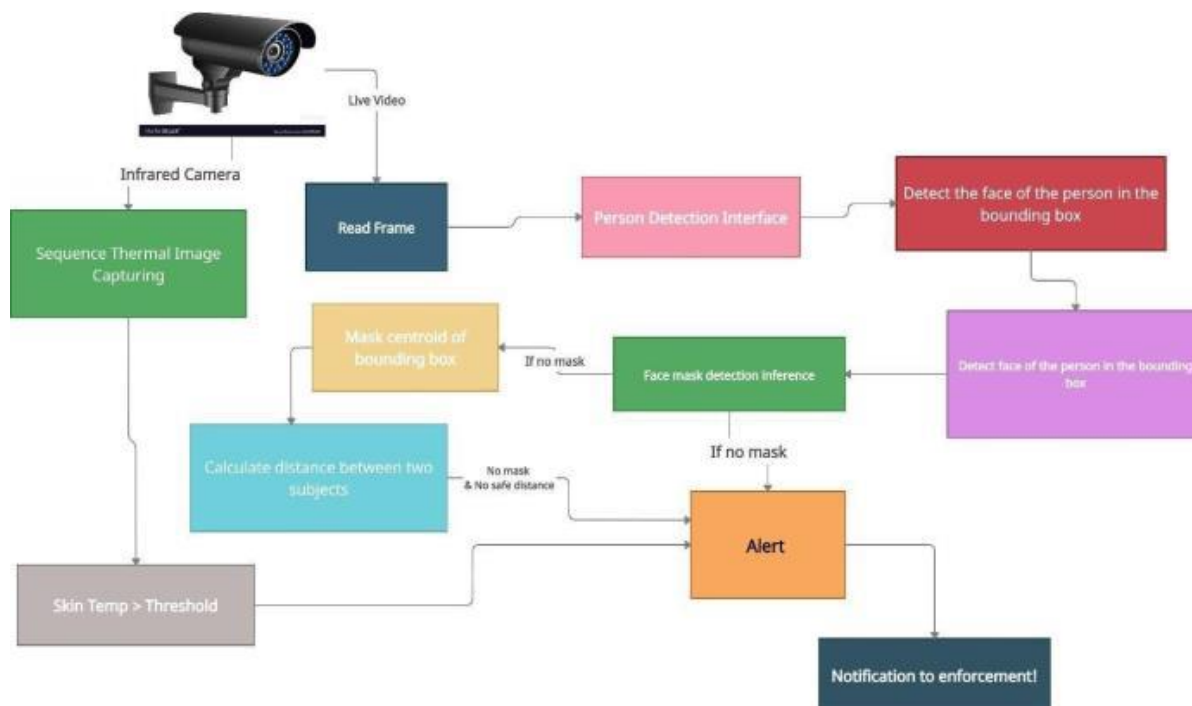 Live Video
Infrared Camera
Read Frame
Person Detection Interface
Detect the face of the person in the
bounding box
Sequence Thermal Image
Capturing
Mask centroid of
bounding box
If no mask
Face mask detection inference
Detect face of the person in the bounding
box
If no mask
Calculate distance between two
subjects
No mask
& No safe distance
Alert
Skin Temp > Threshold
Notification to enforcement!